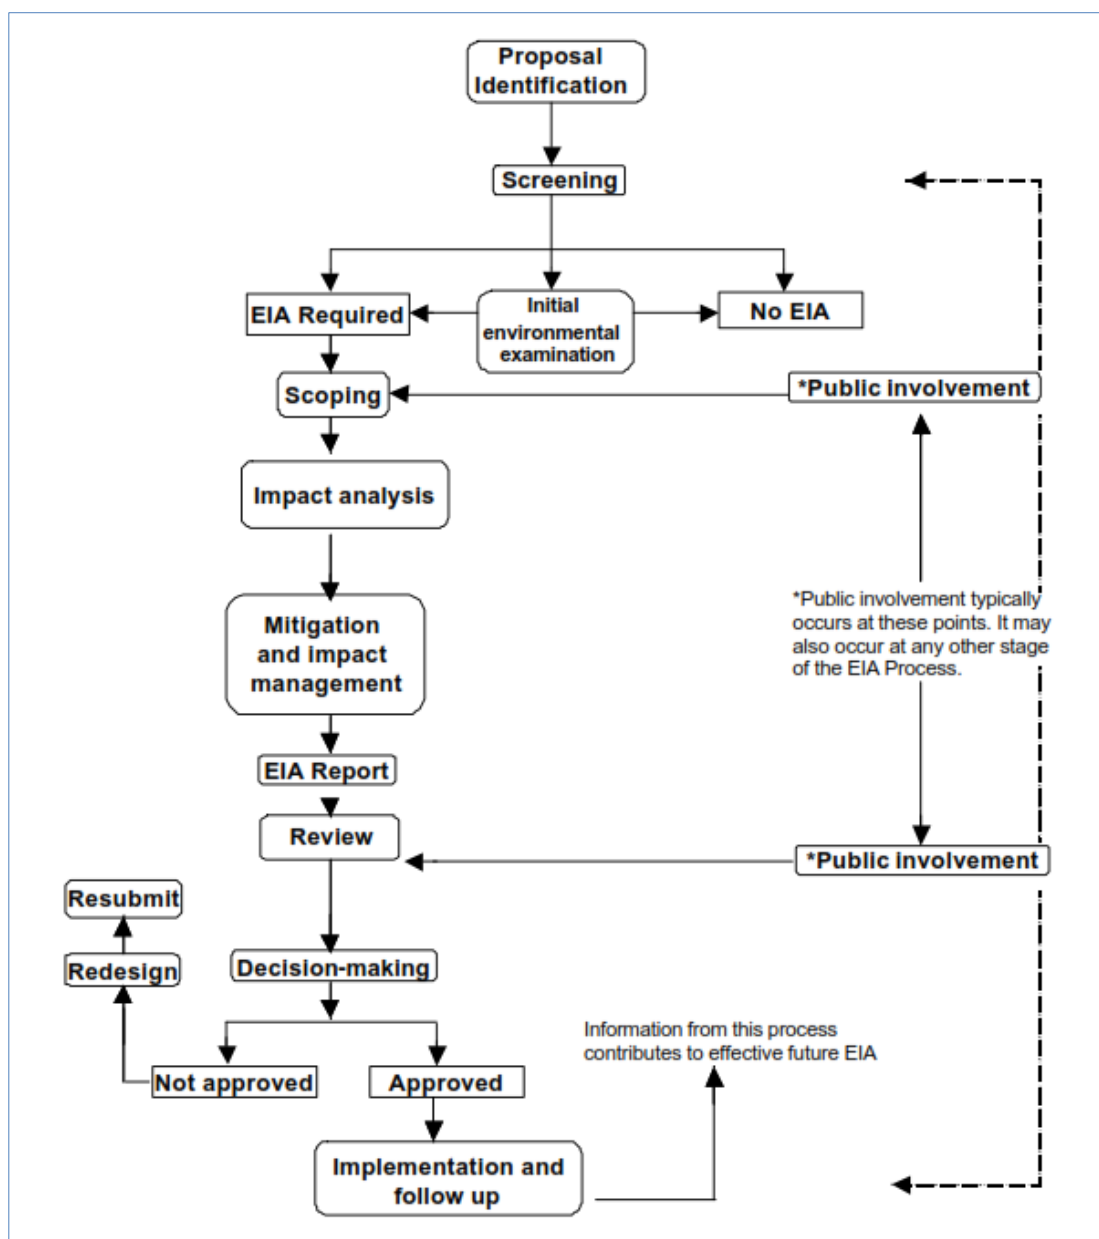 Proposal
Identification
Screening
EIA Required
Initial
environmental
examination
No EIA
Scoping
*Public involvement
Impact analysis
*Public involvement typically
occurs at these points. It may
also occur at any other stage
of the EIA Process.
Mitigation
and impact
management
EIA Report
Review
*Public involvement
Resubmit
Redesign
Decision-making
Information from this process
contributes to effective future EIA
Not approved
Approved
Implementation and
follow up